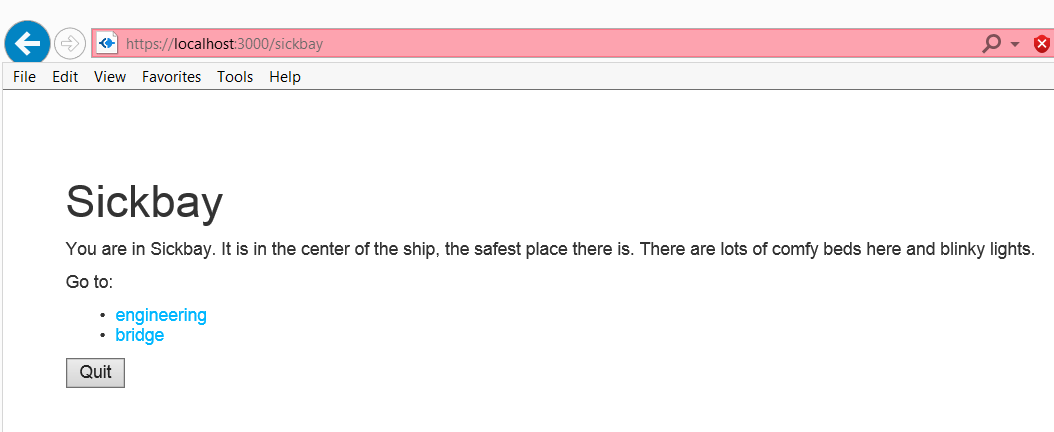 https://localhost:3000/sickbay
File Edit View Favorites Tools Help
Sickbay
You are in Sickbay. It is in the center of the ship, the safest place there is. There are lots of comfy beds here and blinky lights.
Go to:
• engineering
• bridge
Quit